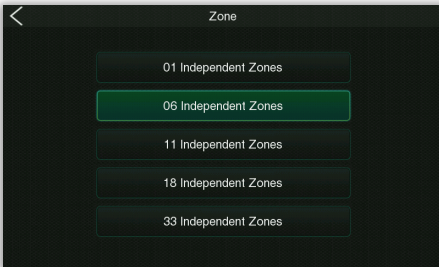 Zone
01 Independent Zones
06 Independent Zones
11 Independent Zones
18 Independent Zones
33 Independent Zones